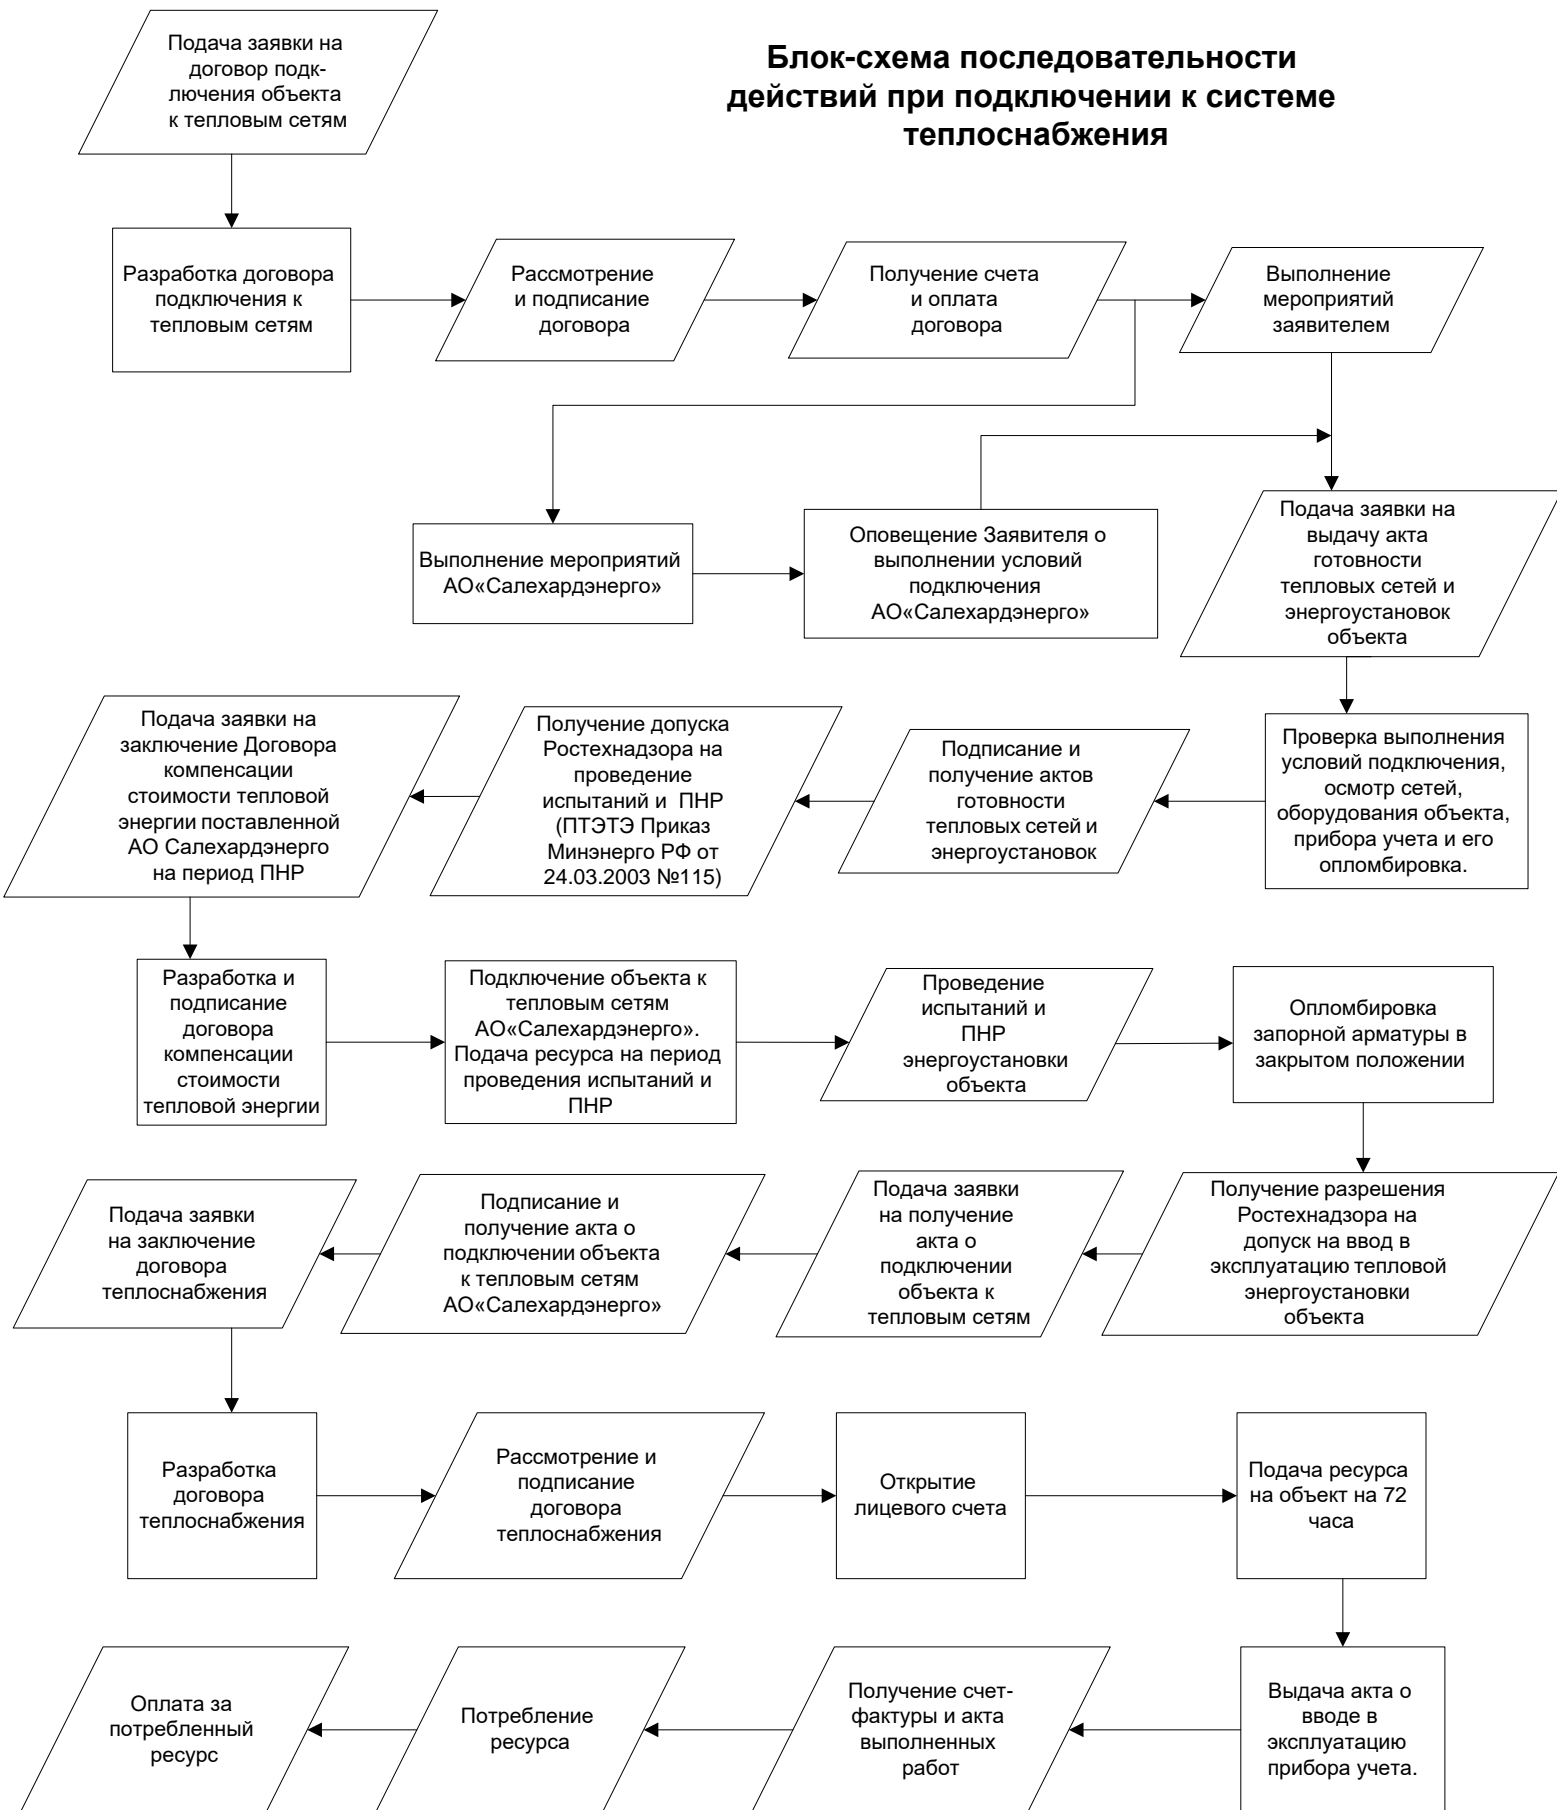 Блок-схема последовательности
действий при подключении к системе
теплоснабжения
Подача заявки на
договор подк-
лючения объекта
к тепловым сетям
Разработка договора
подключения к
тепловым сетям
Рассмотрение
и подписание
договора
Получение счета
и оплата
договора
Выполнение
мероприятий
заявителем
Выполнение мероприятий
АО«Салехардэнерго»
Оповещение Заявителя о
выполнении условий
подключения
АО«Салехардэнерго»
Подача заявки на
выдачу акта
готовности
тепловых сетей и
энергоустановок
объекта
Проверка выполнения
условий подключения,
осмотр сетей,
оборудования объекта,
прибора учета и его
опломбировка.
Подписание и
получение актов
готовности
тепловых сетей и
энергоустановок
Получение допуска
Ростехнадзора на
проведение
испытаний и  ПНР
(ПТЭТЭ Приказ
Минэнерго РФ от
24.03.2003 №115)
Подача заявки на
заключение Договора
компенсации
стоимости тепловой
энергии поставленной
АО Салехардэнерго
на период ПНР
Разработка и
подписание
договора
компенсации
стоимости
тепловой энергии
Подключение объекта к
тепловым сетям
АО«Салехардэнерго».
Подача ресурса на период
проведения испытаний и
ПНР
Проведение
испытаний и
ПНР
энергоустановки
объекта
Опломбировка
запорной арматуры в
закрытом положении
Получение разрешения
Ростехнадзора на
допуск на ввод в
эксплуатацию тепловой
энергоустановки
объекта
Подача заявки
на получение
акта о
подключении
объекта к
тепловым сетям
Подписание и
получение акта о
подключении объекта
к тепловым сетям
АО«Салехардэнерго»
Подача заявки
на заключение
договора
теплоснабжения
Разработка
договора
теплоснабжения
Рассмотрение и
подписание
договора
теплоснабжения
Открытие
лицевого счета
Подача ресурса
на объект на 72
часа
Выдача акта о
вводе в
эксплуатацию
прибора учета.
Получение счет-
фактуры и акта
выполненных
работ
Потребление
ресурса
Оплата за
потребленный
ресурс